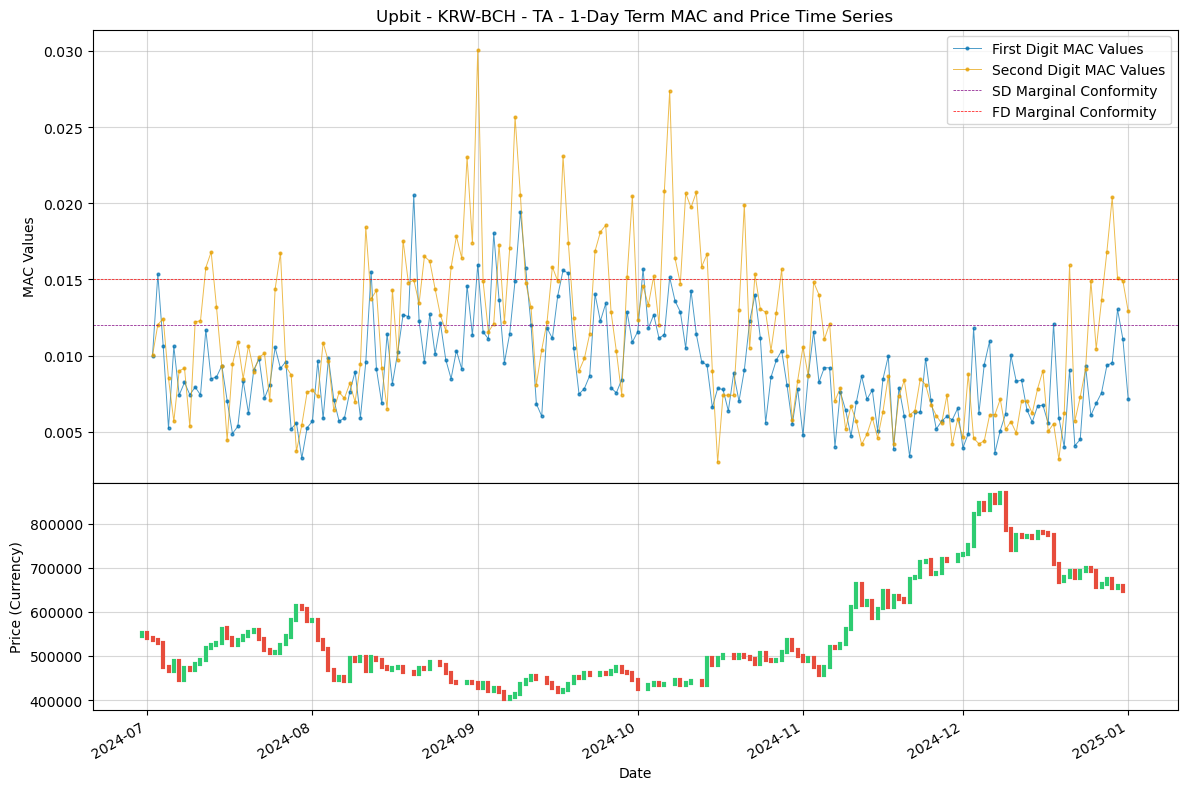 Upbit - KRW-BCH - TA - 1-Day Term MAC and Price Time Series
First Digit MAC Values
Second Digit MAC Values
SD Marginal Conformity
FD Marginal Conformity
MAC Values
0.030
0.025
0.020
0.015
0.010
0.005
Price (Currency)
800000
700000
600000
500000
400000
2024-07
2024-08
2024-09
2024-10
2024-11
2024-12
2025-01
Date